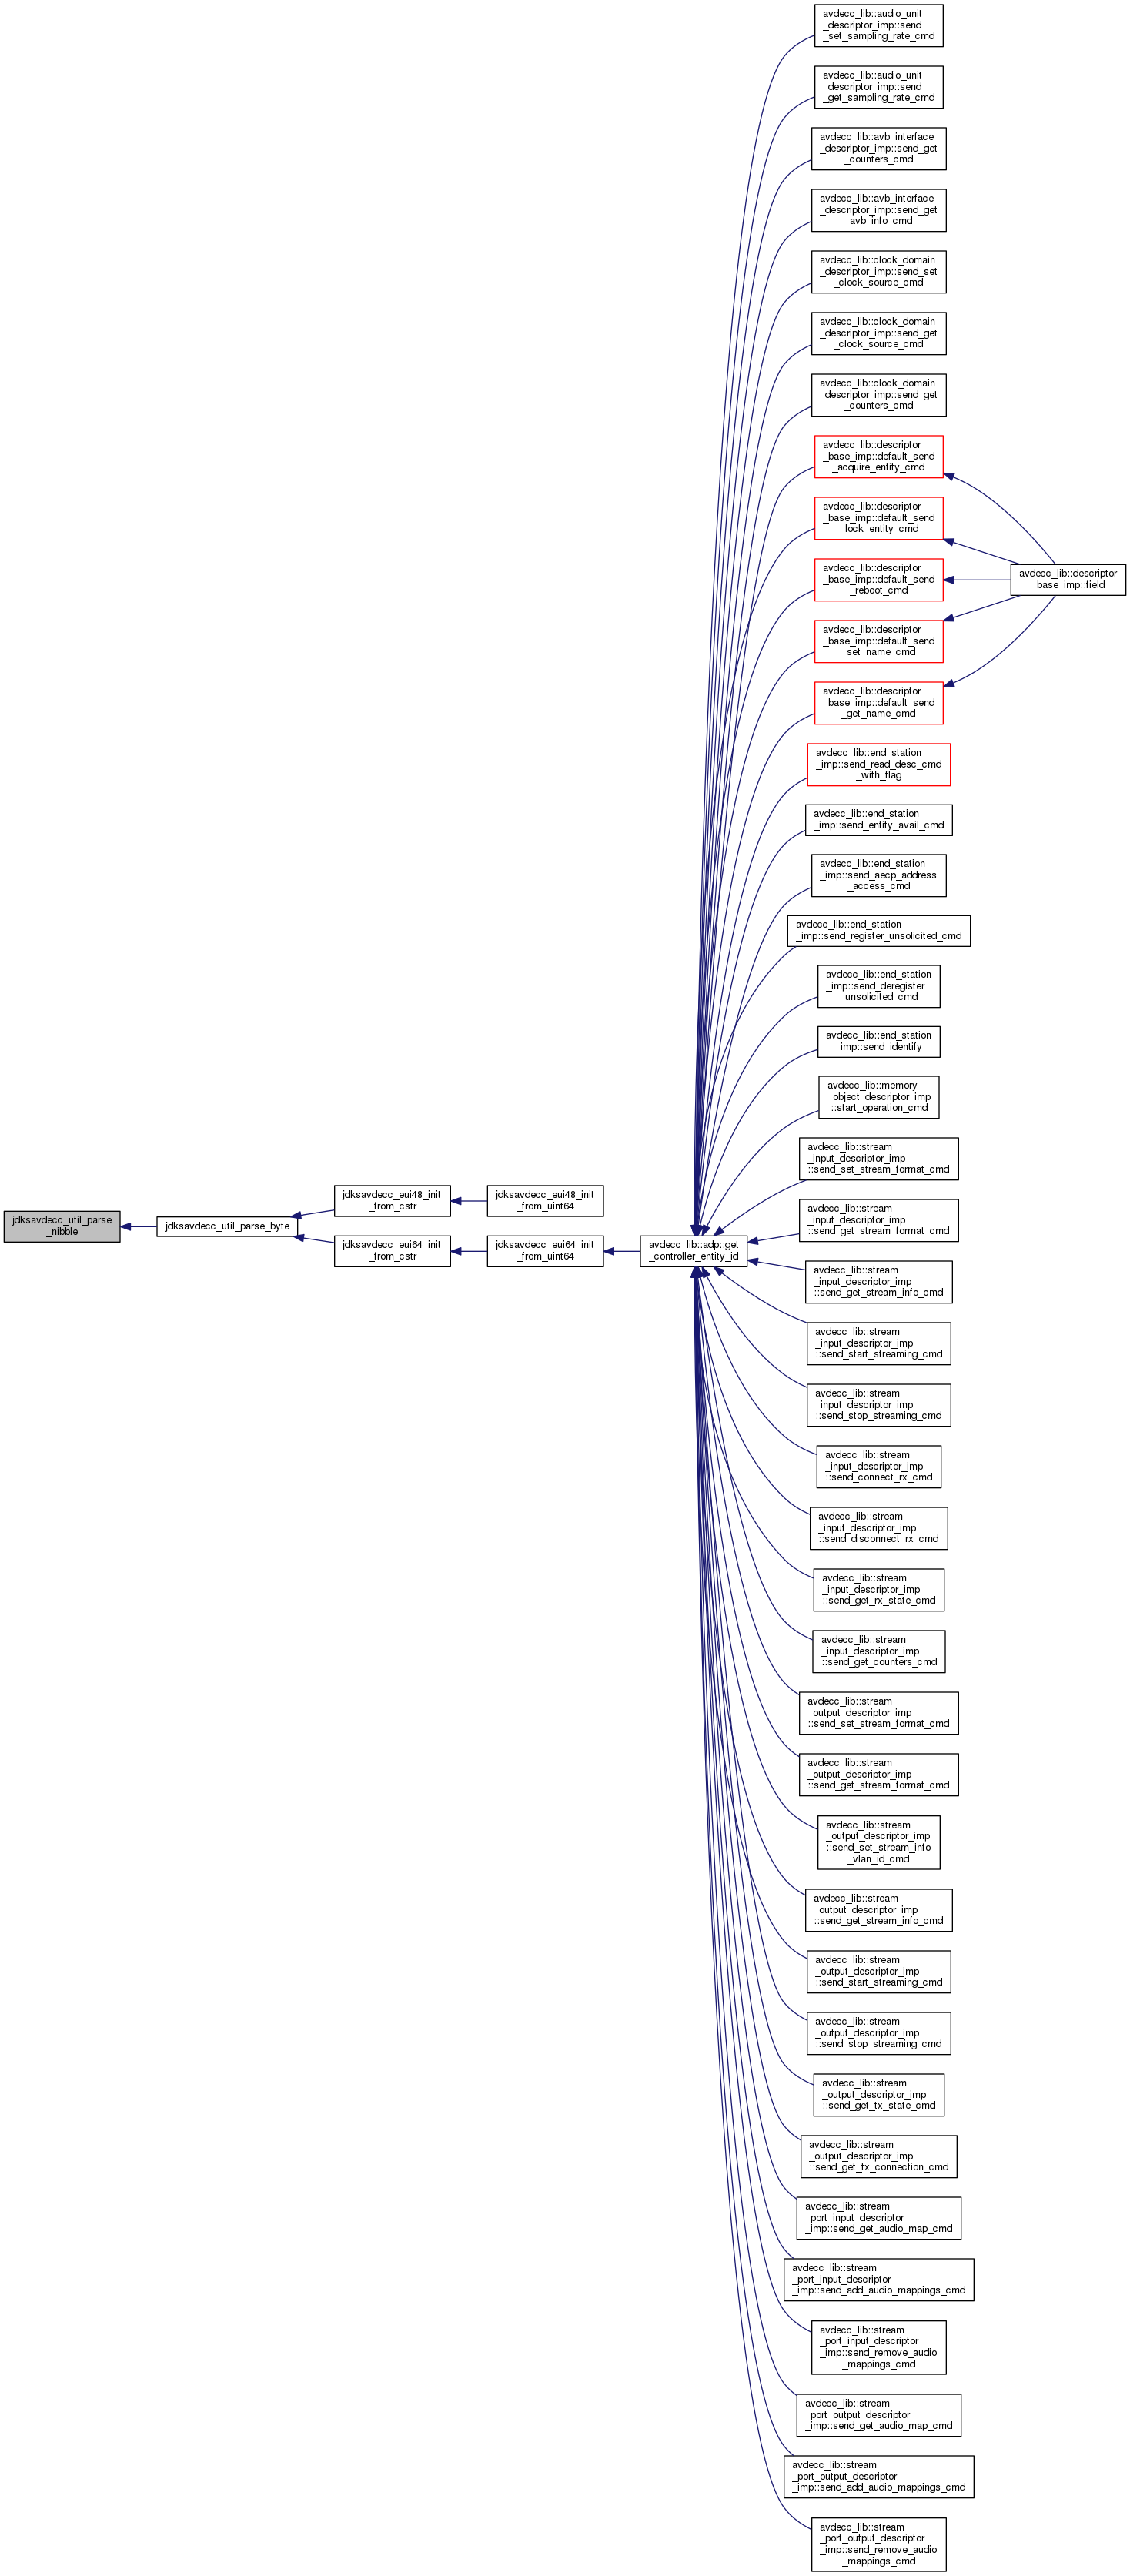 avdecc_lib::audio_unit
_descriptor_imp::send
_set_sampling_rate_cmd
avdecc_lib::audio_unit
_descriptor_imp::send
_get_sampling_rate_cmd
avdecc_lib::avb_interface
_descriptor_imp::send_get
_counters_cmd
avdecc_lib::avb_interface
_descriptor_imp::send_get
_avb_info_cmd
avdecc_lib::clock_domain
_descriptor_imp::send_set
_clock_source_cmd
avdecc_lib::clock_domain
_descriptor_imp::send_get
_clock_source_cmd
avdecc_lib::clock_domain
_descriptor_imp::send_get
_counters_cmd
avdecc_lib::descriptor
_base_imp::default_send
_acquire_entity_cmd
avdecc_lib::descriptor
_base_imp::default_send
_lock_entity_cmd
avdecc_lib::descriptor
_base_imp::default_send
_reboot_cmd
avdecc_lib::descriptor
_base_imp::field
avdecc_lib::descriptor
_base_imp::default_send
_set_name_cmd
avdecc_lib::descriptor
_base_imp::default_send
_get_name_cmd
avdecc_lib::end_station
_imp::send_read_desc_cmd
_with_flag
avdecc_lib::end_station
_imp::send_entity_avail_cmd
avdecc_lib::end_station
_imp::send_aecp_address
_access_cmd
avdecc_lib::end_station
_imp::send_register_unsolicited_cmd
avdecc_lib::end_station
_imp::send_deregister
_unsolicited_cmd
avdecc_lib::end_station
_imp::send_identify
avdecc_lib::memory
_object_descriptor_imp
::start_operation_cmd
avdecc_lib::stream
_input_descriptor_imp
::send_set_stream_format_cmd
jdksavdecc_util_parse
_nibble
jdksavdecc_util_parse_byte
jdksavdecc_eui48_init
_from_cstr
jdksavdecc_eui48_init
_from_uint64
jdksavdecc_eui64_init
_from_cstr
jdksavdecc_eui64_init
_from_uint64
avdecc_lib::adp::get
_controller_entity_id
avdecc_lib::stream
_input_descriptor_imp
::send_get_stream_format_cmd
avdecc_lib::stream
_input_descriptor_imp
::send_get_stream_info_cmd
avdecc_lib::stream
_input_descriptor_imp
::send_start_streaming_cmd
avdecc_lib::stream
_input_descriptor_imp
::send_stop_streaming_cmd
avdecc_lib::stream
_input_descriptor_imp
::send_connect_rx_cmd
avdecc_lib::stream
_input_descriptor_imp
::send_disconnect_rx_cmd
avdecc_lib::stream
_input_descriptor_imp
::send_get_rx_state_cmd
avdecc_lib::stream
_input_descriptor_imp
::send_get_counters_cmd
avdecc_lib::stream
_output_descriptor_imp
::send_set_stream_format_cmd
avdecc_lib::stream
_output_descriptor_imp
::send_get_stream_format_cmd
avdecc_lib::stream
_output_descriptor_imp
::send_set_stream_info
_vlan_id_cmd
avdecc_lib::stream
_output_descriptor_imp
::send_get_stream_info_cmd
avdecc_lib::stream
_output_descriptor_imp
::send_start_streaming_cmd
avdecc_lib::stream
_output_descriptor_imp
::send_stop_streaming_cmd
avdecc_lib::stream
_output_descriptor_imp
::send_get_tx_state_cmd
avdecc_lib::stream
_output_descriptor_imp
::send_get_tx_connection_cmd
avdecc_lib::stream
_port_input_descriptor
_imp::send_get_audio_map_cmd
avdecc_lib::stream
_port_input_descriptor
_imp::send_add_audio_mappings_cmd
avdecc_lib::stream
_port_input_descriptor
_imp::send_remove_audio
_mappings_cmd
avdecc_lib::stream
_port_output_descriptor
_imp::send_get_audio_map_cmd
avdecc_lib::stream
_port_output_descriptor
_imp::send_add_audio_mappings_cmd
avdecc_lib::stream
_port_output_descriptor
_imp::send_remove_audio
_mappings_cmd